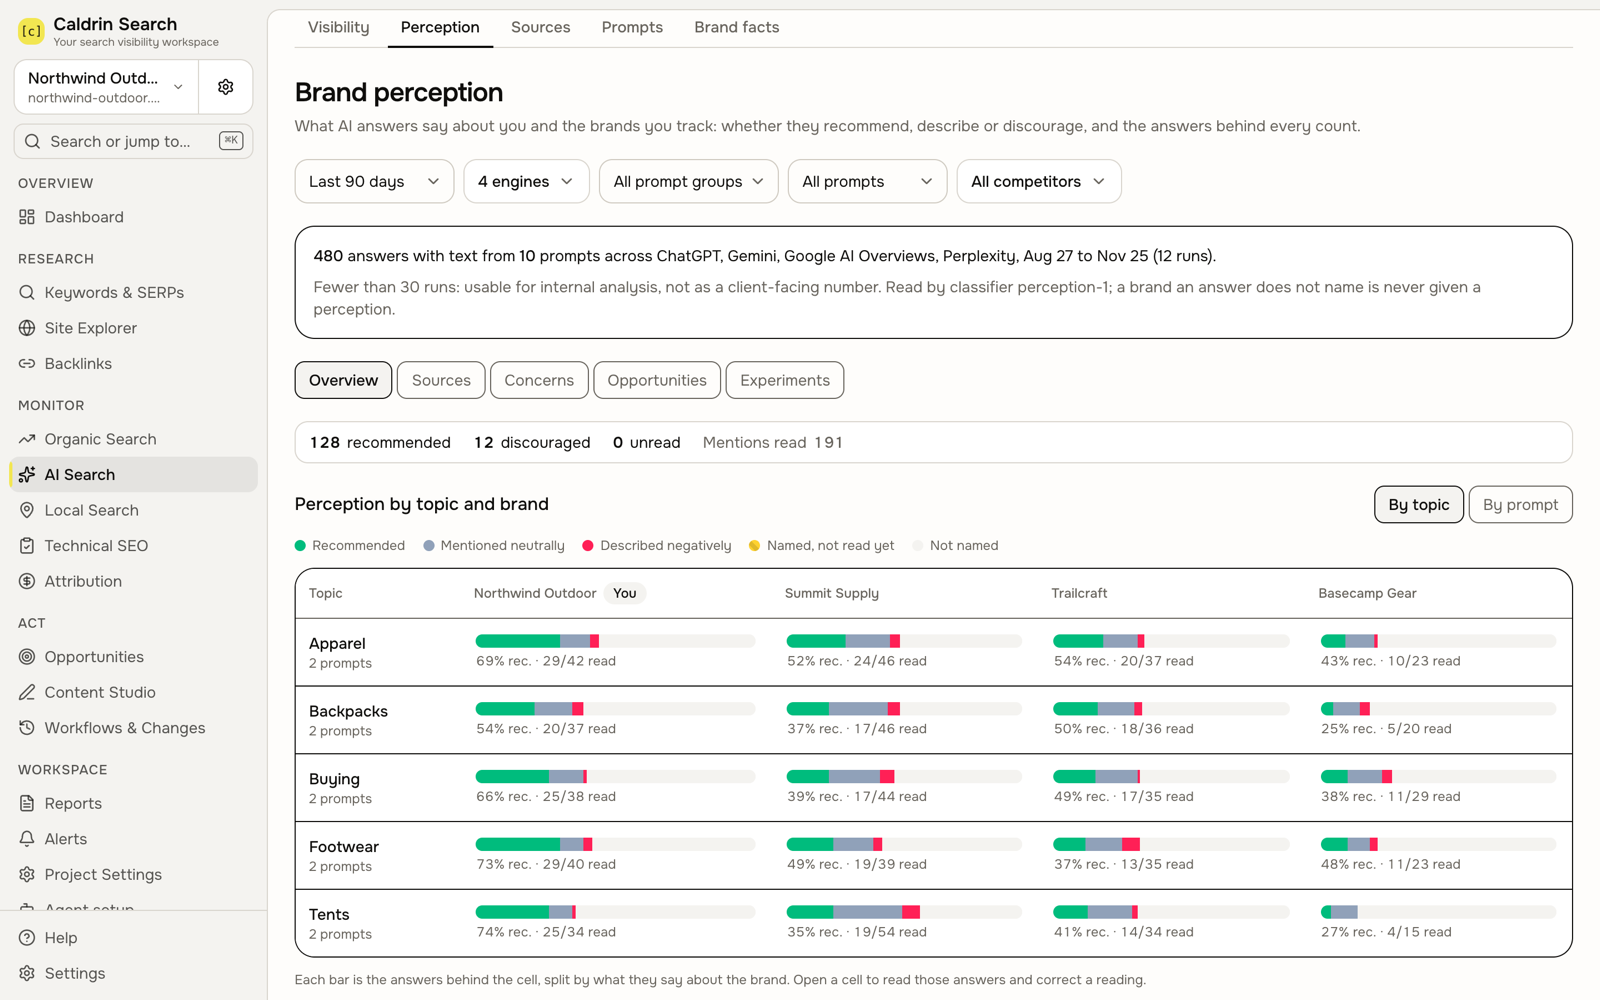 [c] Caldrin Search
Your search visibility workspace
Northwind Outd...
northwind-outdoor....
Search or jump to...
⌘K
OVERVIEW
Dashboard
RESEARCH
Keywords & SERPs
Site Explorer
Backlinks
MONITOR
Organic Search
AI Search
Local Search
Technical SEO
Attribution
ACT
Opportunities
Content Studio
Workflows & Changes
WORKSPACE
Reports
Alerts
Project Settings
Agent setup
Help
Settings
Visibility Perception Sources Prompts Brand facts
Brand perception
What AI answers say about you and the brands you track: whether they recommend, describe or discourage, and the answers behind every count.
Last 90 days 4 engines All prompt groups All prompts All competitors
480 answers with text from 10 prompts across ChatGPT, Gemini, Google AI Overviews, Perplexity, Aug 27 to Nov 25 (12 runs).
Fewer than 30 runs: usable for internal analysis, not as a client-facing number. Read by classifier perception-1; a brand an answer does not name is never given a
perception.
Overview Sources Concerns Opportunities Experiments
128 recommended 12 discouraged 0 unread Mentions read 191
Perception by topic and brand
By topic By prompt
Recommended Mentioned neutrally Described negatively Named, not read yet Not named
Topic Northwind Outdoor You Summit Supply Trailcraft Basecamp Gear
Apparel
2 prompts
69% rec. · 29/42 read 52% rec. · 24/46 read 54% rec. · 20/37 read 43% rec. · 10/23 read
Backpacks
2 prompts
54% rec. · 20/37 read 37% rec. · 17/46 read 50% rec. · 18/36 read 25% rec. · 5/20 read
Buying
2 prompts
66% rec. · 25/38 read 39% rec. · 17/44 read 49% rec. · 17/35 read 38% rec. · 11/29 read
Footwear
2 prompts
73% rec. · 29/40 read 49% rec. · 19/39 read 37% rec. · 13/35 read 48% rec. · 11/23 read
Tents
2 prompts
74% rec. · 25/34 read 35% rec. · 19/54 read 41% rec. · 14/34 read 27% rec. · 4/15 read
Each bar is the answers behind the cell, split by what they say about the brand. Open a cell to read those answers and correct a reading.